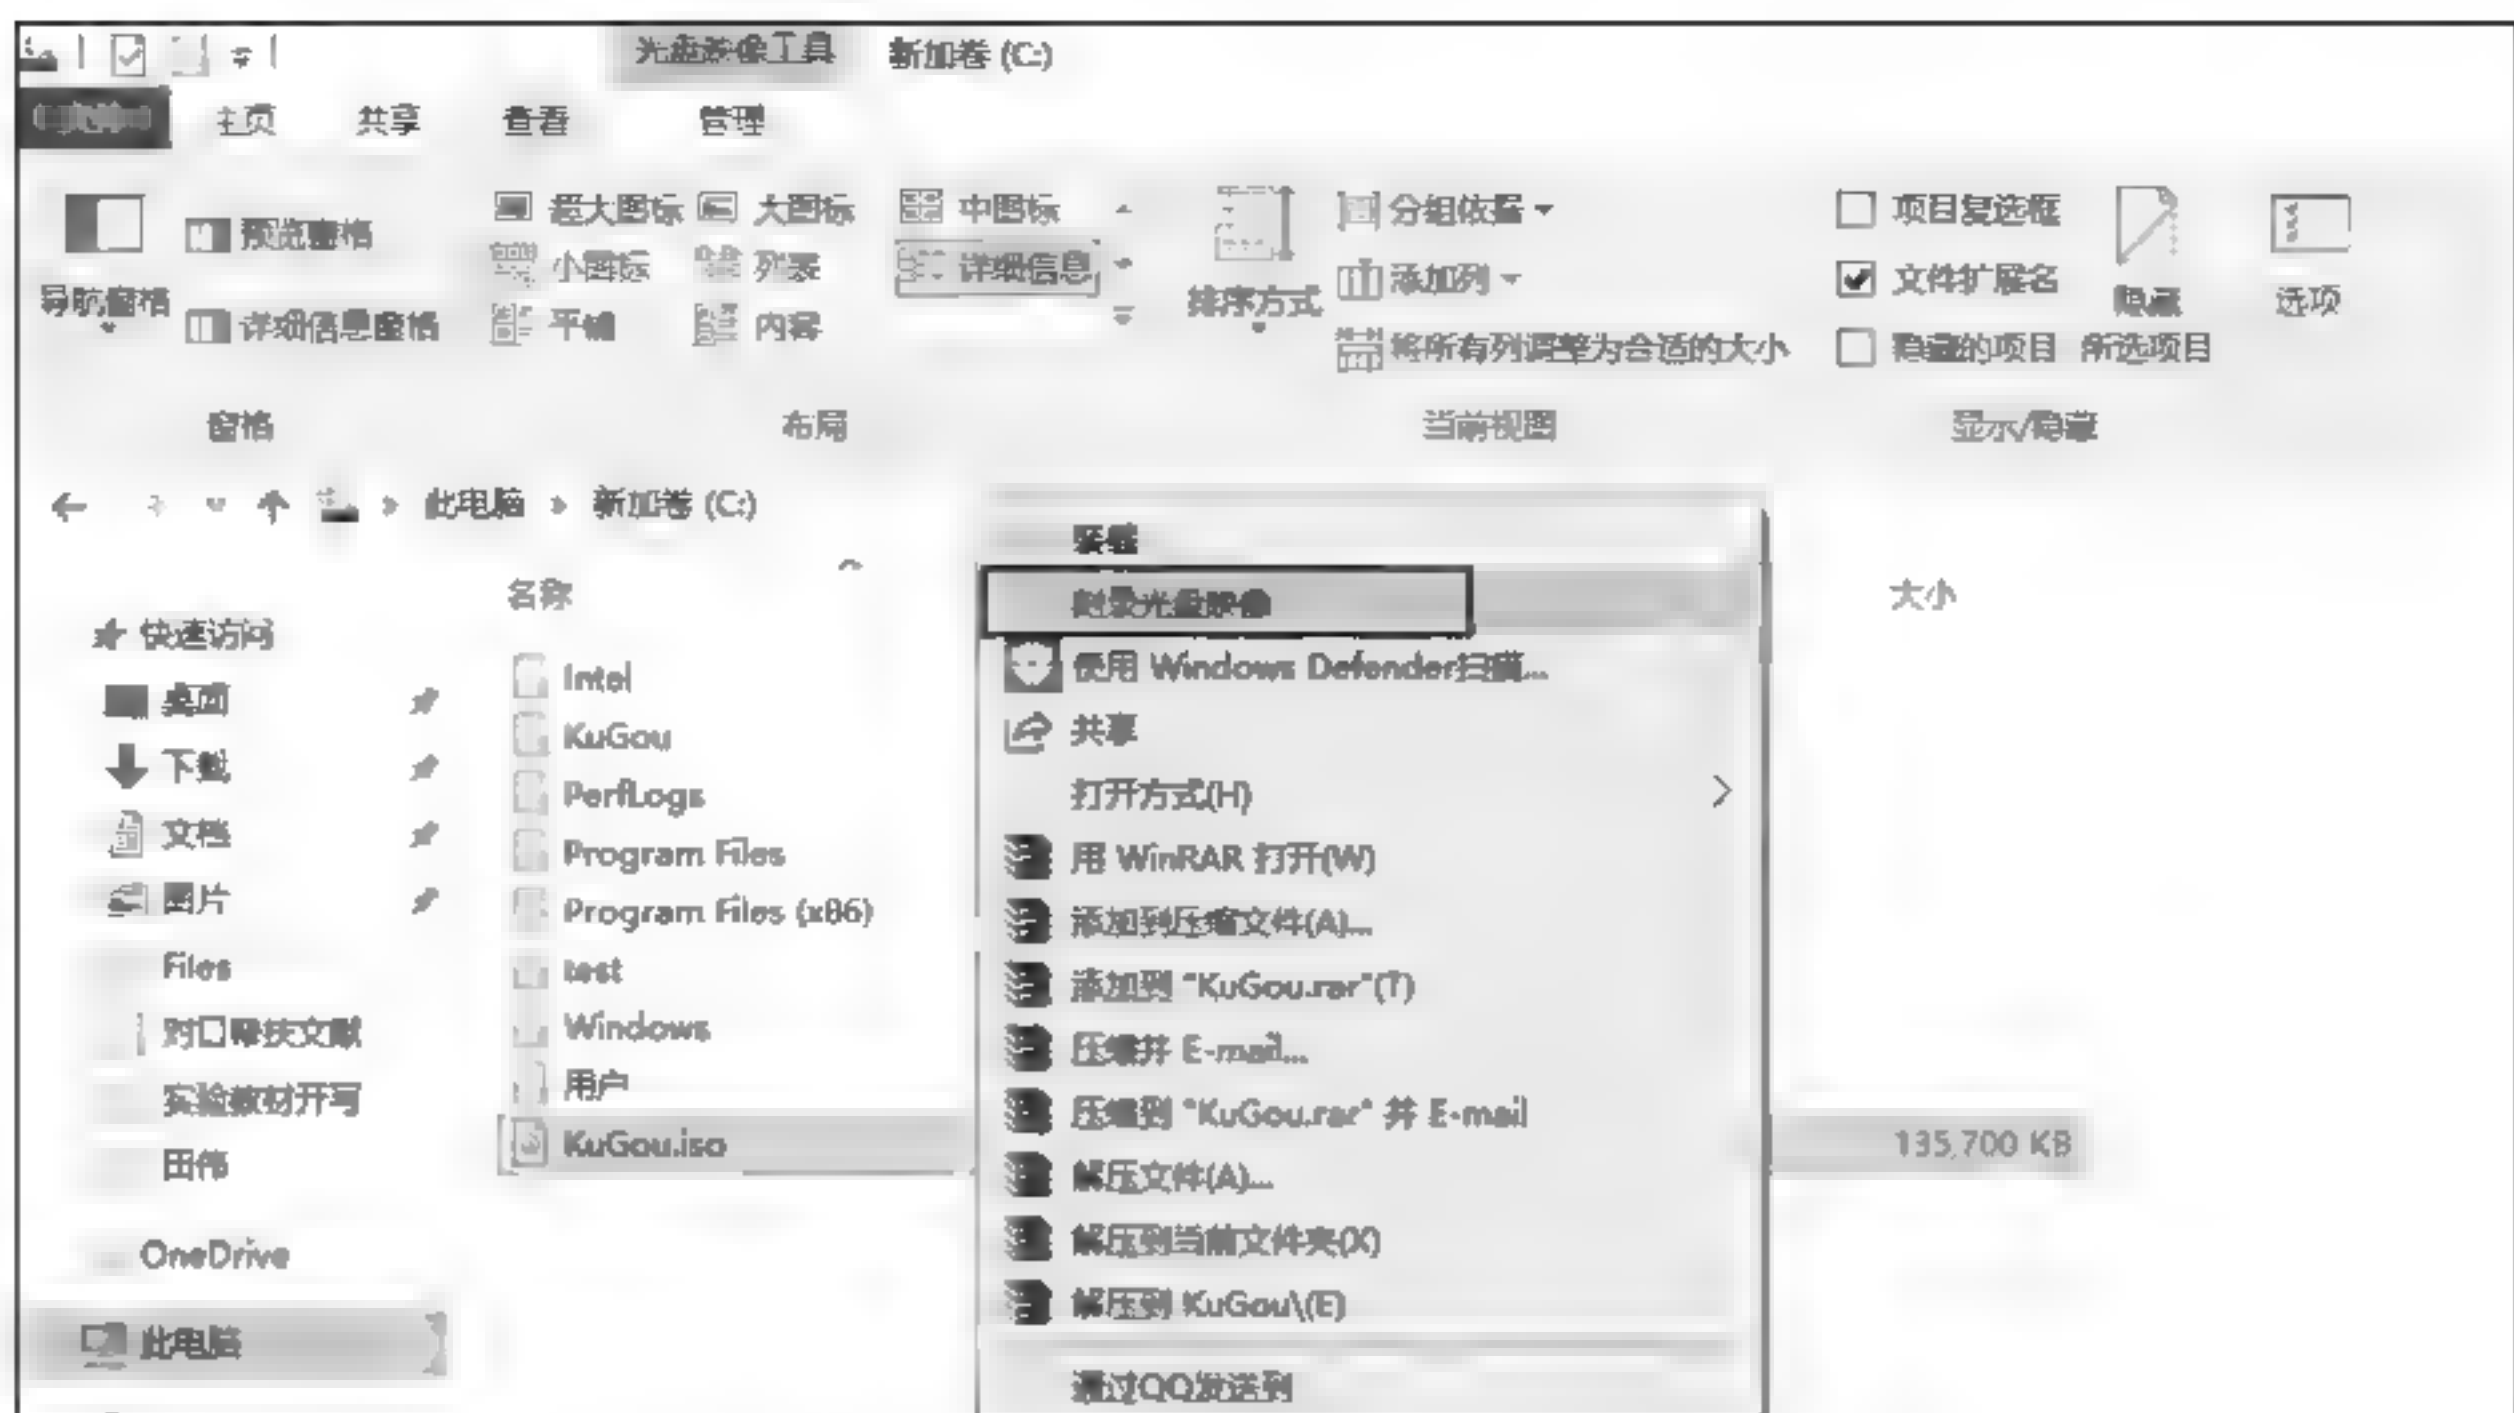 光盘映像工具 新加卷 (C:)
主页 共享 查看 管理
导航窗格
预览窗格
详细信息窗格
超大图标 大图标 中图标
小图标 列表 详细信息
平铺 内容
排序方式
分组依据
添加列
将所有列调整为合适的大小
项目复选框
文件扩展名
隐藏的项目
隐藏
所选项目
选项
窗格 布局 当前视图 显示/隐藏
此电脑 新加卷 (C:)
快速访问
桌面
下载
文档
图片
Files
对口帮扶文献
实验教材开写
田伟
OneDrive
此电脑
名称
Intel
KuGou
PerfLogs
Program Files
Program Files (x86)
test
Windows
用户
KuGou.iso
装载
刻录光盘映像
使用 Windows Defender扫描...
共享
打开方式(H)
用 WinRAR 打开(W)
添加到压缩文件(A)...
添加到 "KuGou.rar"(T)
压缩并 E-mail...
压缩到 "KuGou.rar" 并 E-mail
解压文件(A)...
解压到当前文件夹(X)
解压到 KuGou\(E)
通过QQ发送到
大小
135,700 KB